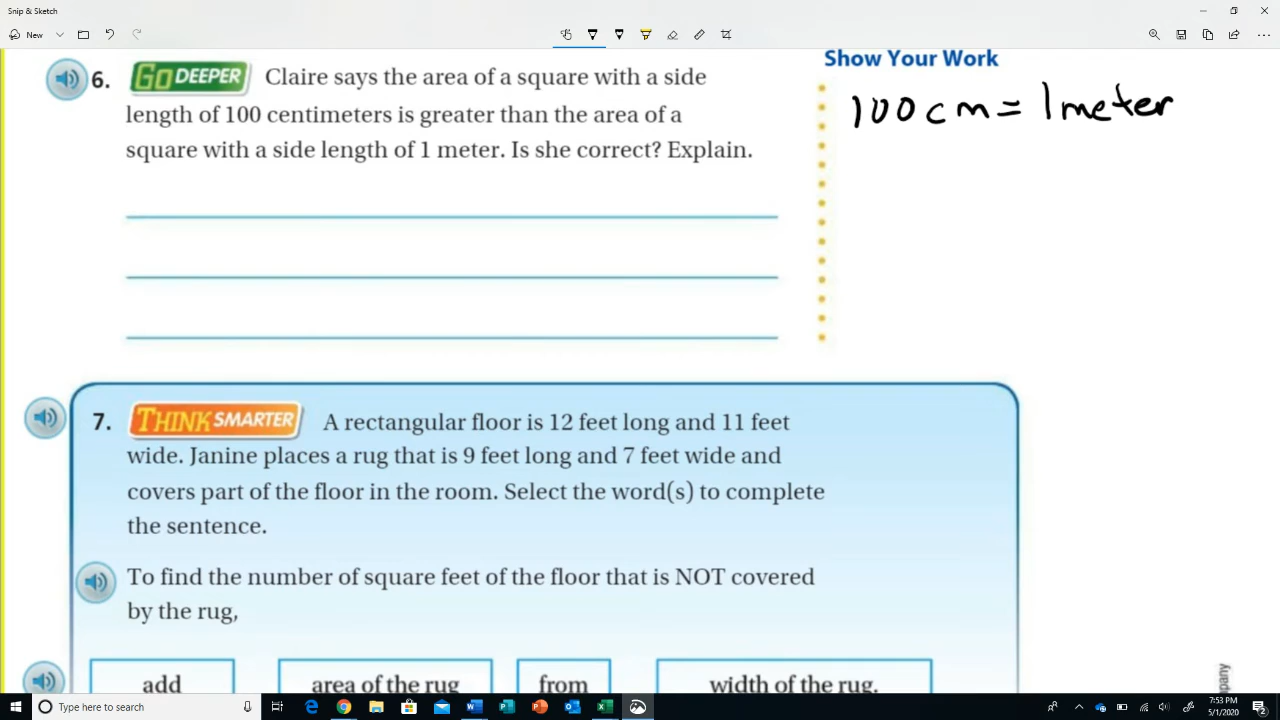 Snip & Sketch
New
Show Your Work
6. GO DEEPER Claire says the area of a square with a side
length of 100 centimeters is greater than the area of a
square with a side length of 1 meter. Is she correct? Explain.
100 cm = 1 meter
7. THINK SMARTER A rectangular floor is 12 feet long and 11 feet
wide. Janine places a rug that is 9 feet long and 7 feet wide and
covers part of the floor in the room. Select the word(s) to complete
the sentence.
To find the number of square feet of the floor that is NOT covered
by the rug,
add area of the rug from width of the rug.
mpany
Type here to search
7:53 PM
5/1/2020
2